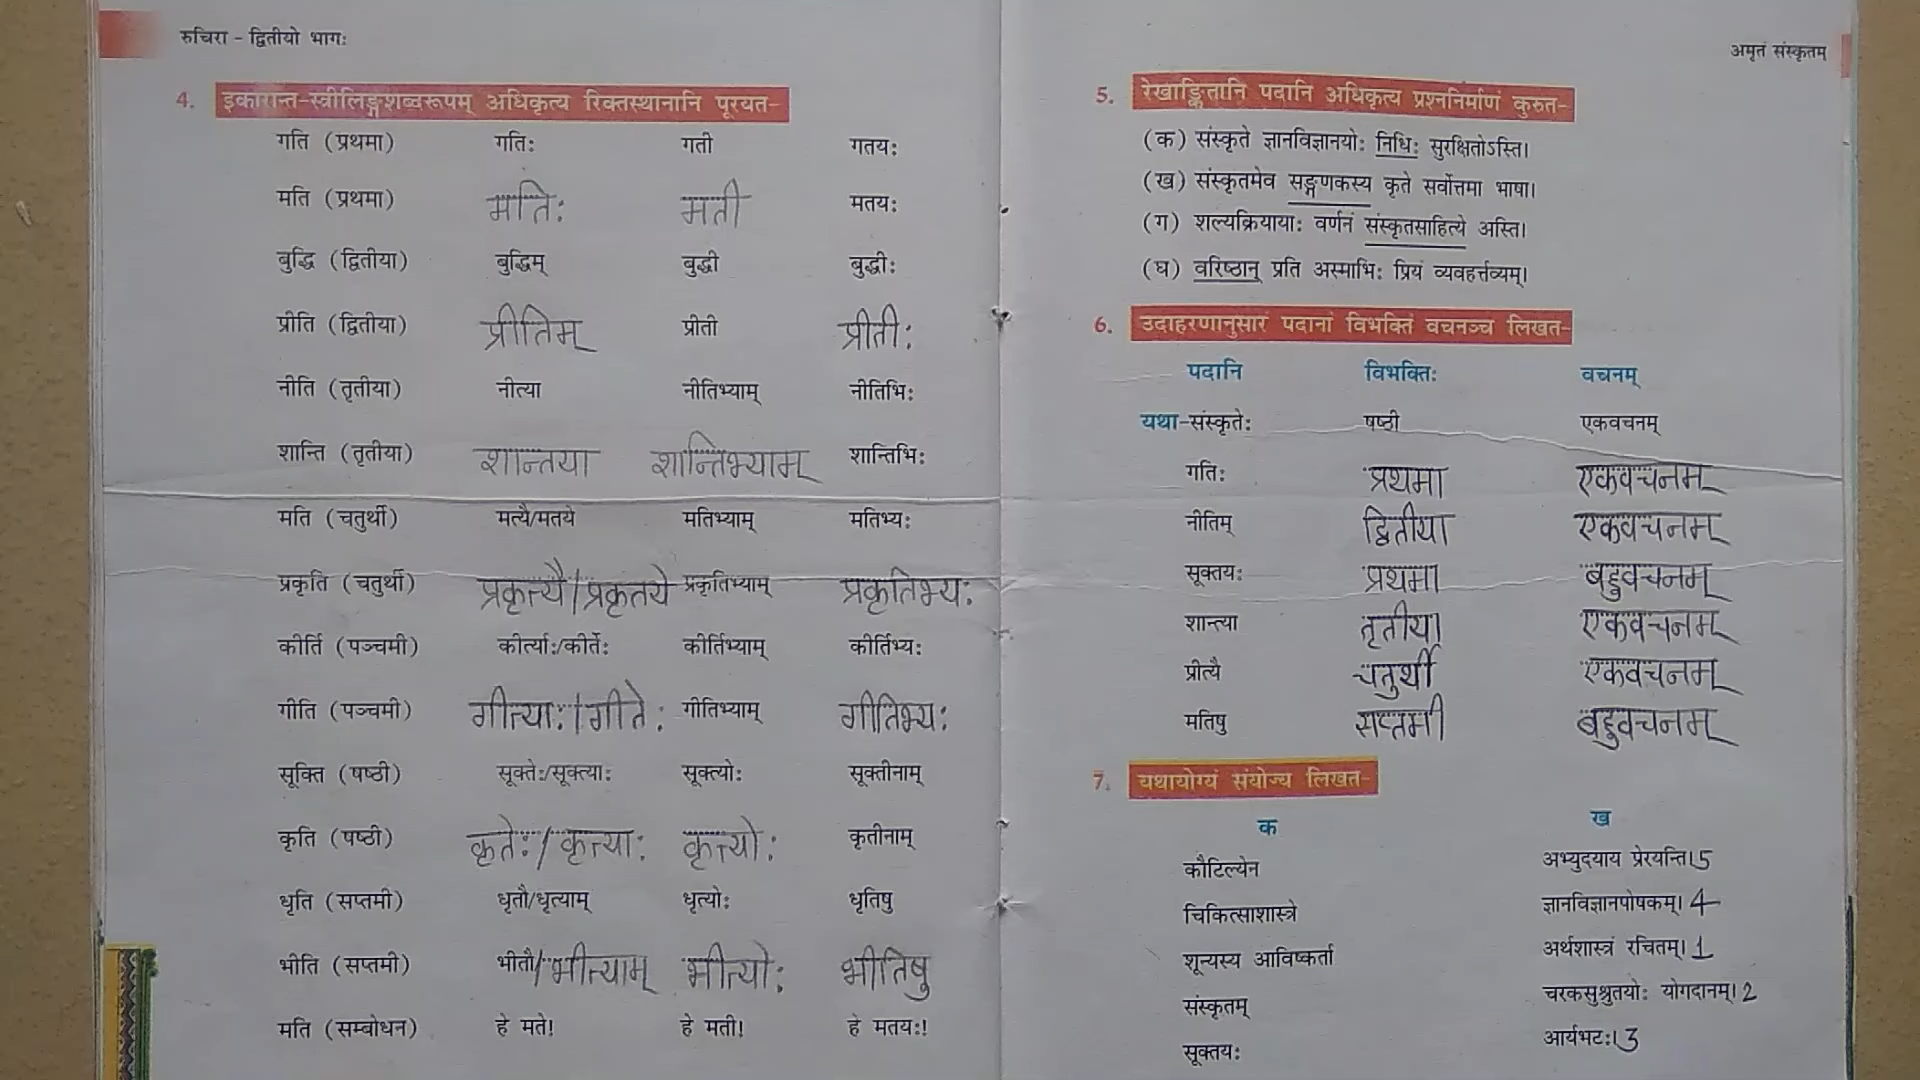 रुचिरा - द्वितीयो भागः
4. इकारान्त-स्त्रीलिङ्गशब्दरूपम् अधिकृत्य रिक्तस्थानानि पूरयत-
गति (प्रथमा) गतिः गती गतयः
मति (प्रथमा) मतिः मती मतयः
बुद्धि (द्वितीया) बुद्धिम् बुद्धी बुद्धीः
प्रीति (द्वितीया) प्रीतिम् प्रीती प्रीतीः
नीति (तृतीया) नीत्या नीतिभ्याम् नीतिभिः
शान्ति (तृतीया) शान्तया शान्तिभ्याम् शान्तिभिः
मति (चतुर्थी) मत्यै/मतये मतिभ्याम् मतिभ्यः
प्रकृति (चतुर्थी) प्रकृत्यै/प्रकृतये प्रकृतिभ्याम् प्रकृतिभ्यः
कीर्ति (पञ्चमी) कीर्त्याः/कीर्तेः कीर्तिभ्याम् कीर्तिभ्यः
गीति (पञ्चमी) गीत्याः/गीतेः गीतिभ्याम् गीतिभ्यः
सूक्ति (षष्ठी) सूक्तेः/सूक्त्याः सूक्त्योः सूक्तीनाम्
कृति (षष्ठी) कृतेः/कृत्याः कृत्योः कृतीनाम्
धृति (सप्तमी) धृतौ/धृत्याम् धृत्योः धृतिषु
भीति (सप्तमी) भीतौ/भीत्याम् भीत्योः भीतिषु
मति (सम्बोधन) हे मते! हे मती! हे मतयः!
अमृतं संस्कृतम्
5. रेखाङ्कितानि पदानि अधिकृत्य प्रश्ननिर्माणं कुरुत-
(क) संस्कृते ज्ञानविज्ञानयोः निधिः सुरक्षितोऽस्ति।
(ख) संस्कृतमेव सङ्गणकस्य कृते सर्वोत्तमा भाषा।
(ग) शल्यक्रियायाः वर्णनं संस्कृतसाहित्ये अस्ति।
(घ) वरिष्ठान् प्रति अस्माभिः प्रियं व्यवहर्त्तव्यम्।
6. उदाहरणानुसारं पदानां विभक्तिं वचनञ्च लिखत-
पदानि विभक्तिः वचनम्
यथा-संस्कृतेः षष्ठी एकवचनम्
गतिः प्रथमा एकवचनम्
नीतिम् द्वितीया एकवचनम्
सूक्तयः प्रथमा बहुवचनम्
शान्त्या तृतीया एकवचनम्
प्रीत्यै चतुर्थी एकवचनम्
मतिषु सप्तमी बहुवचनम्
7. यथायोग्यं संयोज्य लिखत-
क ख
कौटिल्येन अभ्युदयाय प्रेरयन्ति। 5
चिकित्साशास्त्रे ज्ञानविज्ञानपोषकम्। 4
शून्यस्य आविष्कर्ता अर्थशास्त्रं रचितम्। 1
संस्कृतम् चरकसुश्रुतयोः योगदानम्। 2
सूक्तयः आर्यभटः। 3